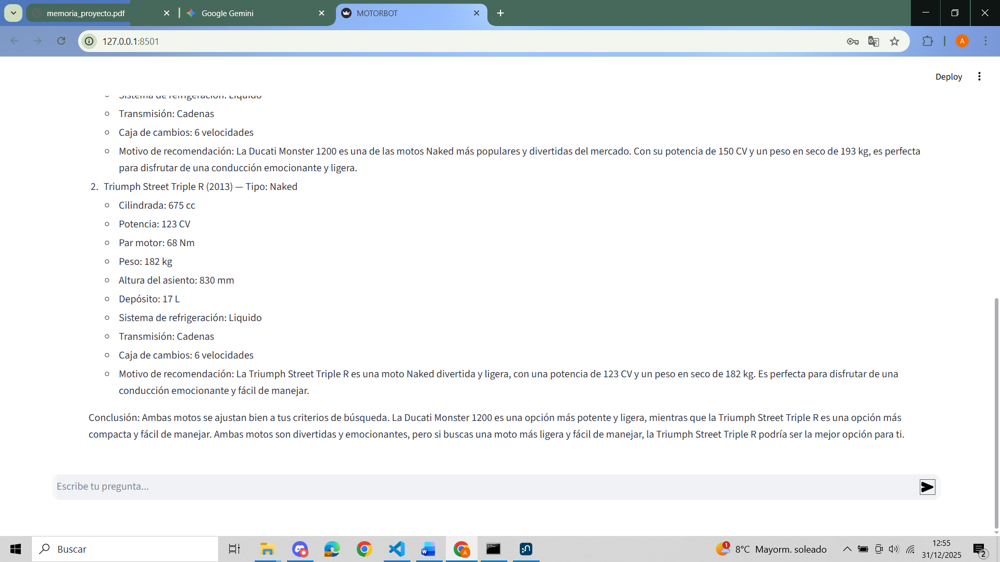 memoria_proyecto.pdf
Google Gemini
MOTORBOT
127.0.0.1:8501
A
Deploy
Sistema de refrigeración: Liquido
Transmisión: Cadenas
Caja de cambios: 6 velocidades
Motivo de recomendación: La Ducati Monster 1200 es una de las motos Naked más populares y divertidas del mercado. Con su potencia de 150 CV y un peso en seco de 193 kg, es perfecta
para disfrutar de una conducción emocionante y ligera.
2. Triumph Street Triple R (2013) — Tipo: Naked
Cilindrada: 675 cc
Potencia: 123 CV
Par motor: 68 Nm
Peso: 182 kg
Altura del asiento: 830 mm
Depósito: 17 L
Sistema de refrigeración: Liquido
Transmisión: Cadenas
Caja de cambios: 6 velocidades
Motivo de recomendación: La Triumph Street Triple R es una moto Naked divertida y ligera, con una potencia de 123 CV y un peso en seco de 182 kg. Es perfecta para disfrutar de una
conducción emocionante y fácil de manejar.
Conclusión: Ambas motos se ajustan bien a tus criterios de búsqueda. La Ducati Monster 1200 es una opción más potente y ligera, mientras que la Triumph Street Triple R es una opción más
compacta y fácil de manejar. Ambas motos son divertidas y emocionantes, pero si buscas una moto más ligera y fácil de manejar, la Triumph Street Triple R podría ser la mejor opción para ti.
Escribe tu pregunta...
Buscar
1
8°C Mayorm. soleado
12:55
31/12/2025
2